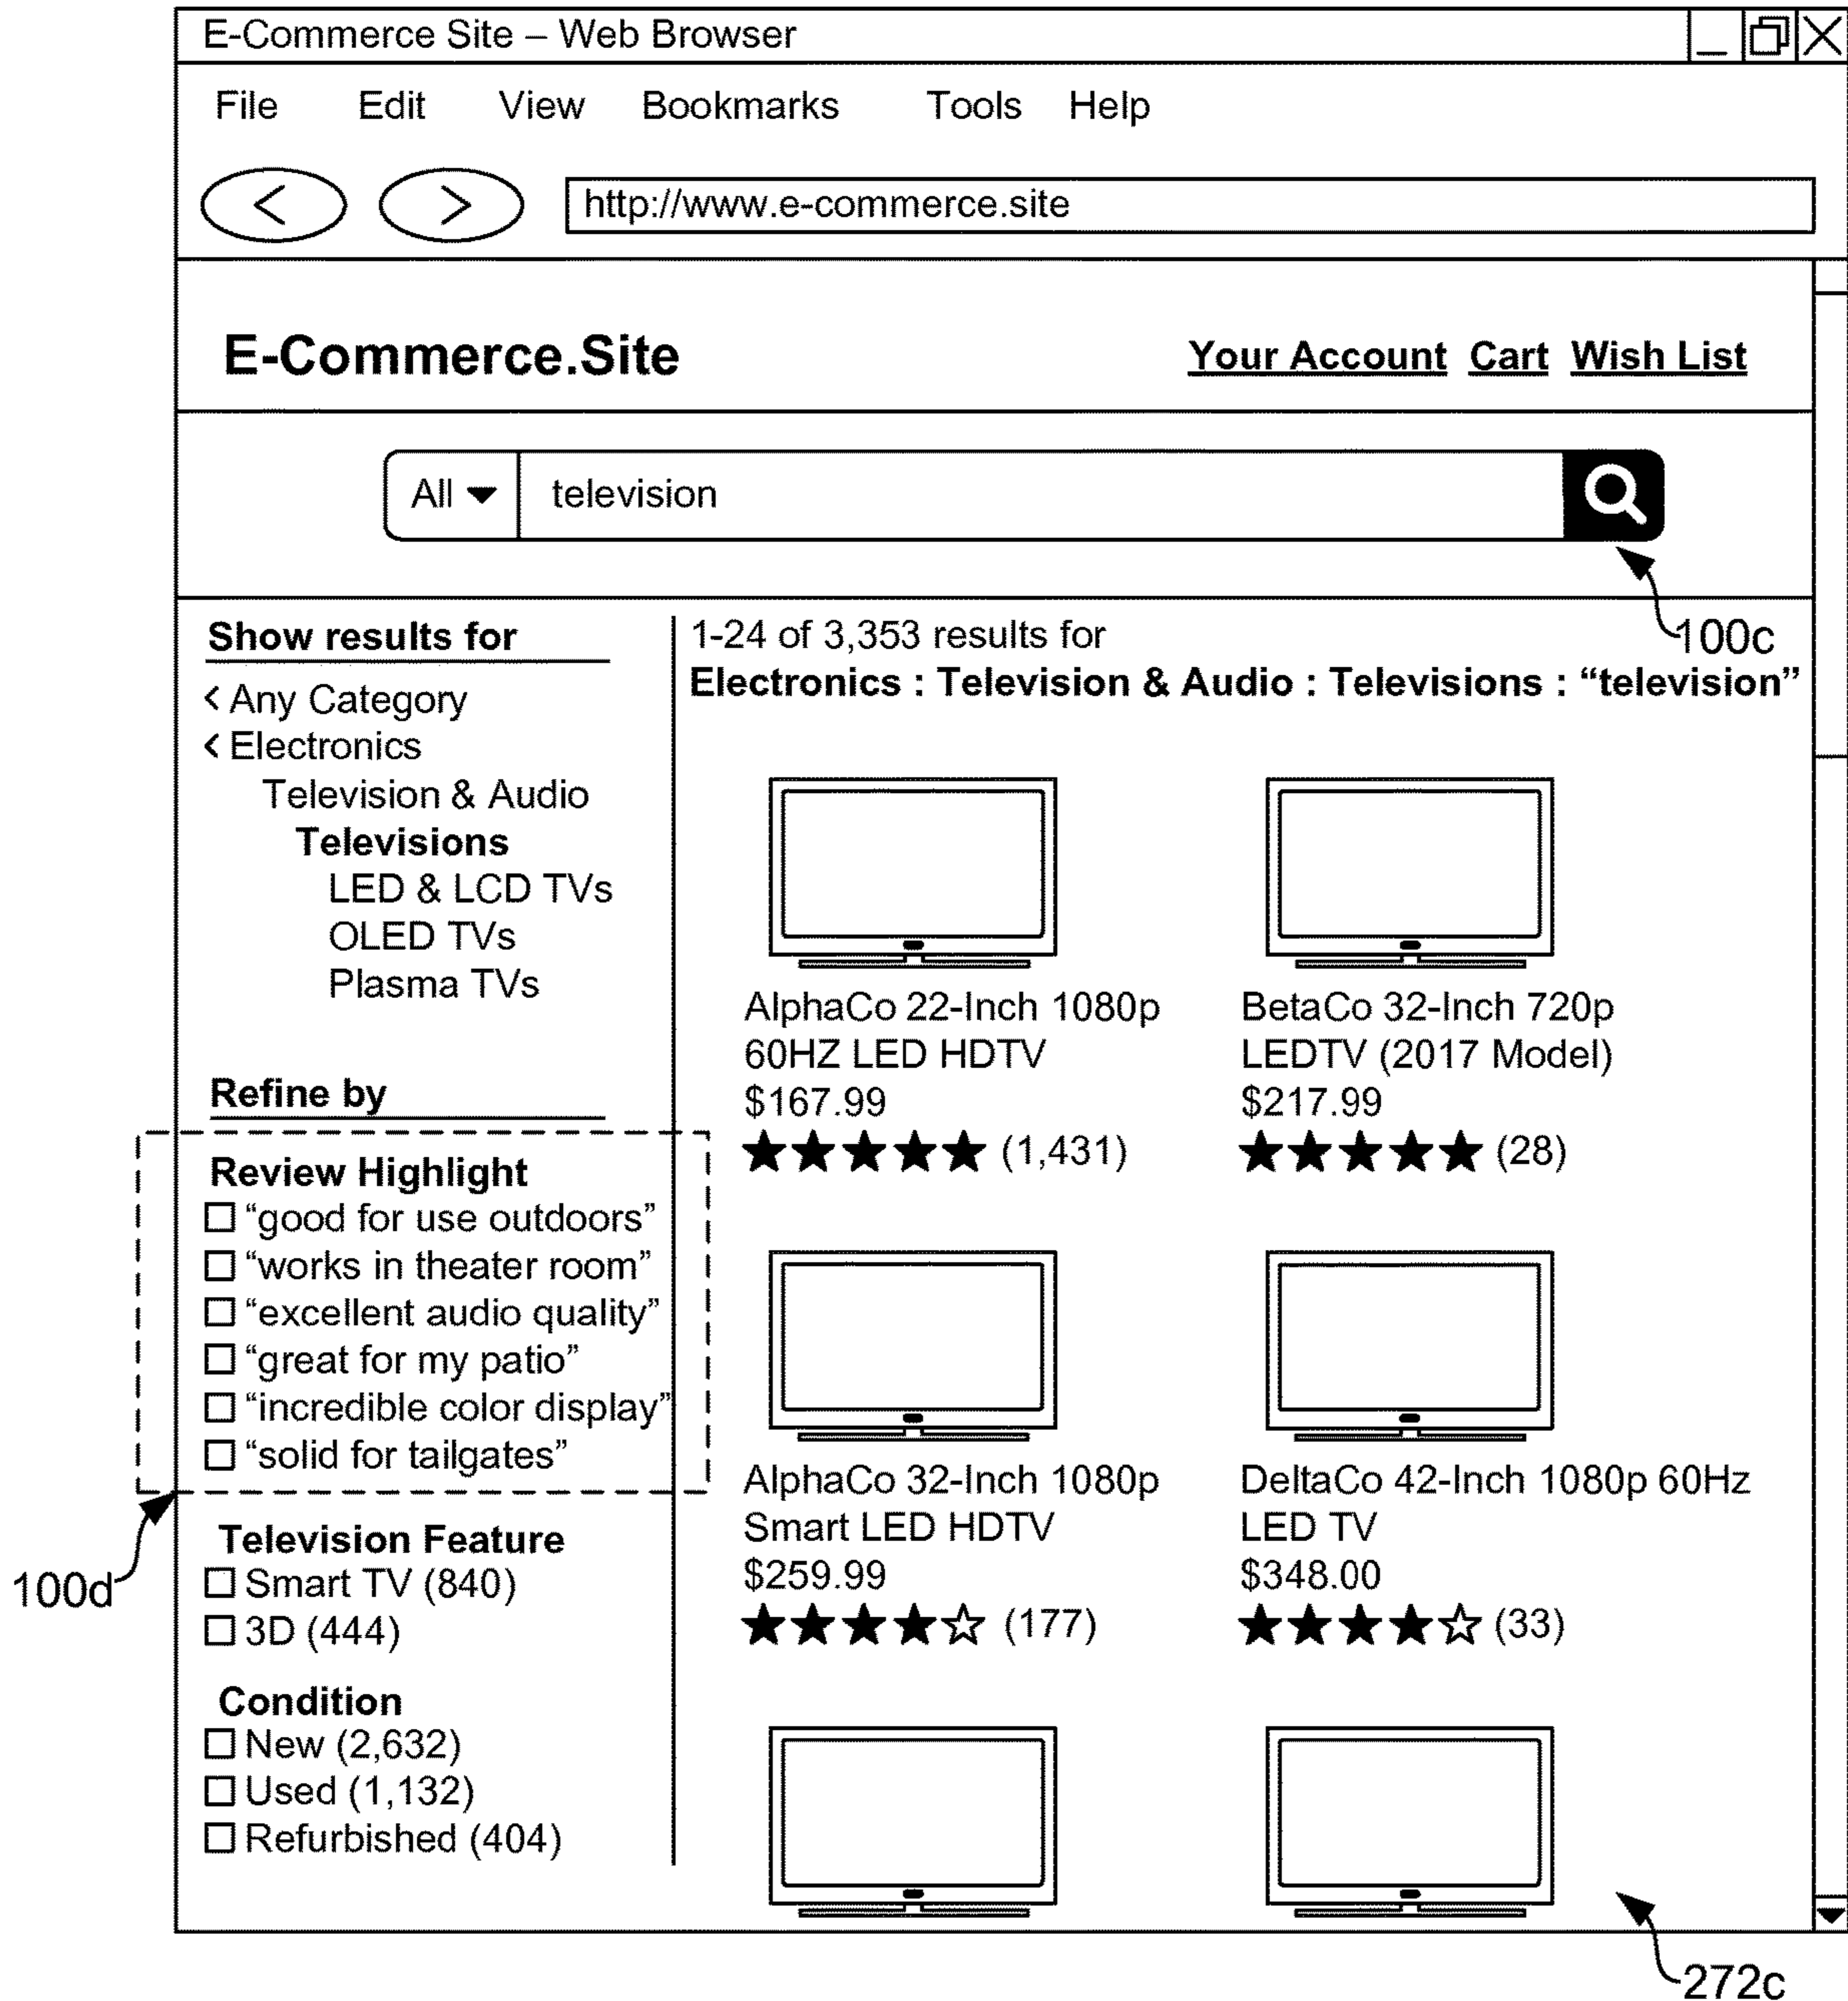 E-Commerce Site – Web Browser
File Edit View Bookmarks Tools Help
http://www.e-commerce.site
E-Commerce.Site
Your Account Cart Wish List
All television
100c
Show results for
< Any Category
< Electronics
Television & Audio
Televisions
LED & LCD TVs
OLED TVs
Plasma TVs
Refine by
Review Highlight
“good for use outdoors”
“works in theater room”
“excellent audio quality”
“great for my patio”
“incredible color display”
“solid for tailgates”
100d
Television Feature
Smart TV (840)
3D (444)
Condition
New (2,632)
Used (1,132)
Refurbished (404)
1-24 of 3,353 results for
Electronics : Television & Audio : Televisions : “television”
AlphaCo 22-Inch 1080p
60HZ LED HDTV
$167.99
★★★★★ (1,431)
BetaCo 32-Inch 720p
LEDTV (2017 Model)
$217.99
★★★★★ (28)
AlphaCo 32-Inch 1080p
Smart LED HDTV
$259.99
★★★★☆ (177)
DeltaCo 42-Inch 1080p 60Hz
LED TV
$348.00
★★★★☆ (33)
272c